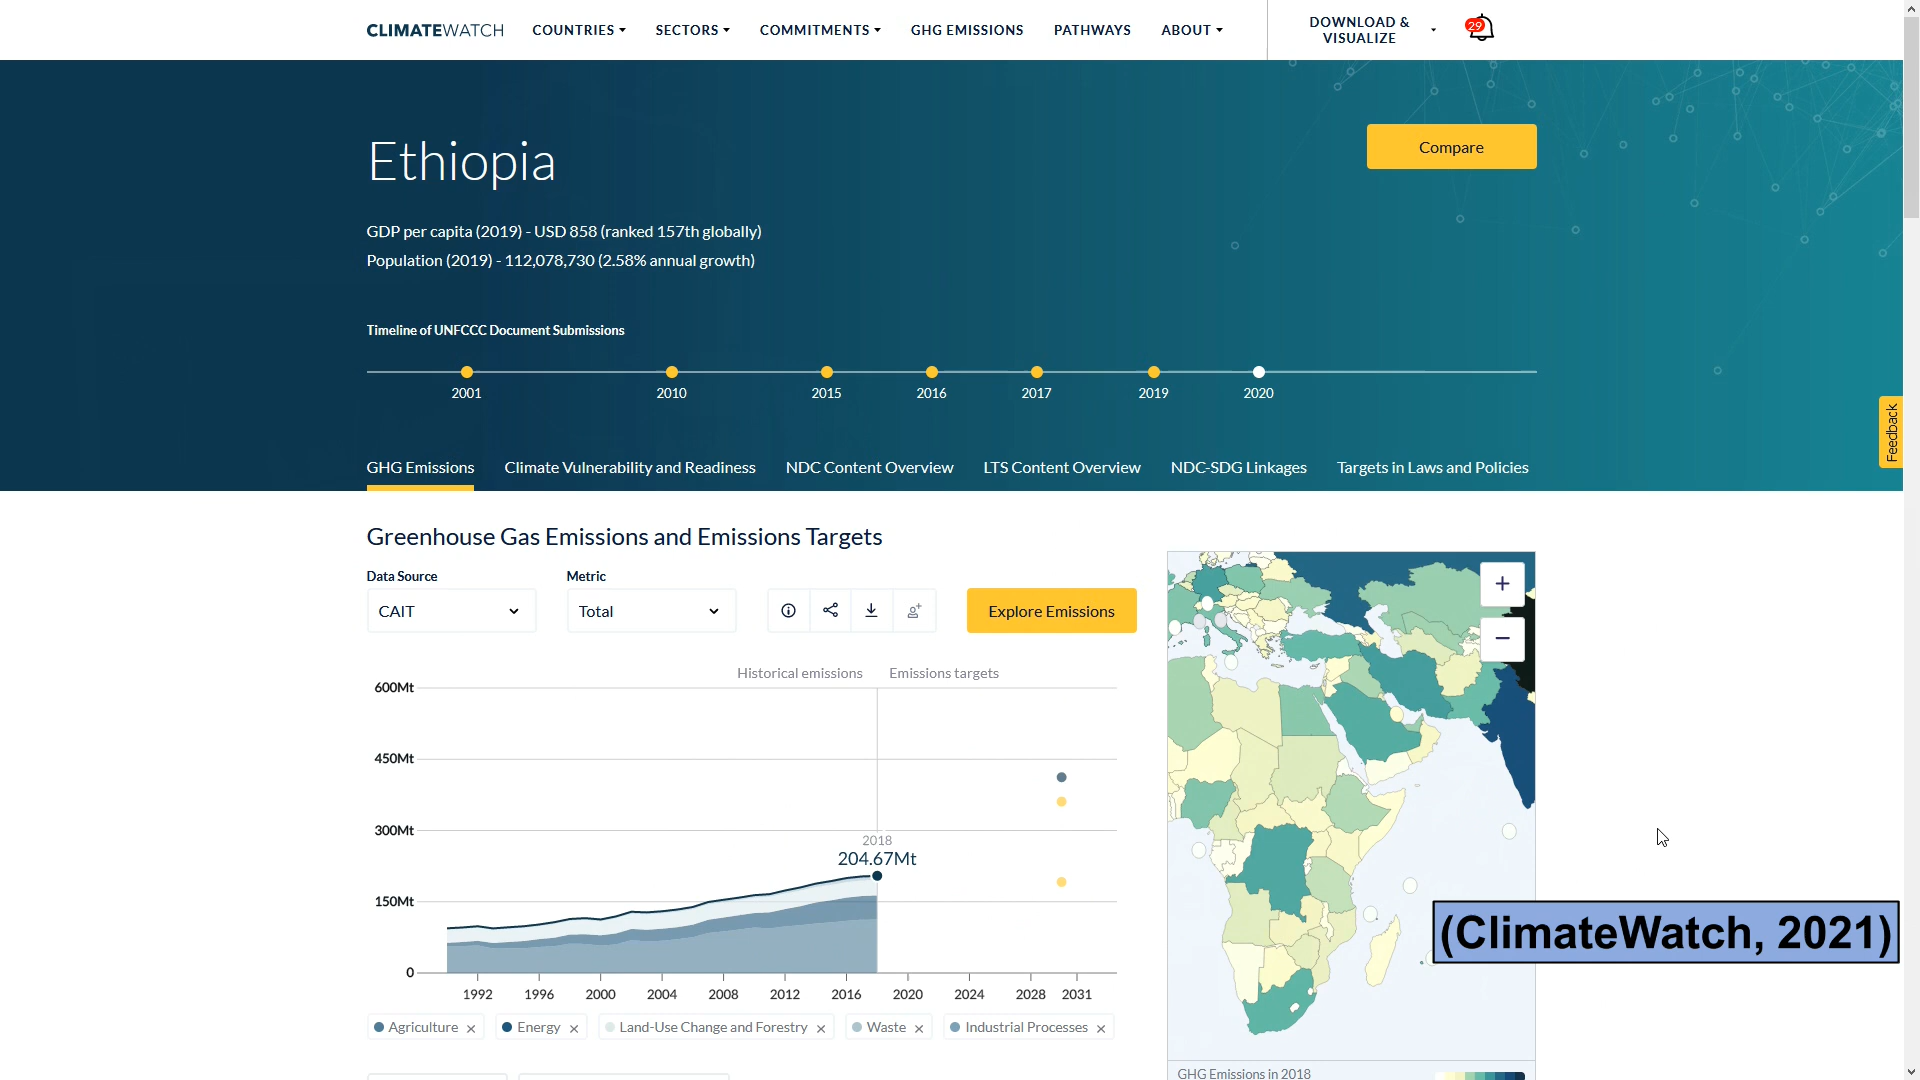 CLIMATEWATCH
COUNTRIES
SECTORS
COMMITMENTS
GHG EMISSIONS
PATHWAYS
ABOUT
DOWNLOAD &
VISUALIZE
29
Ethiopia
Compare
GDP per capita (2019) - USD 858 (ranked 157th globally)
Population (2019) - 112,078,730 (2.58% annual growth)
Timeline of UNFCCC Document Submissions
2001
2010
2015
2016
2017
2019
2020
Feedback
GHG Emissions
Climate Vulnerability and Readiness
NDC Content Overview
LTS Content Overview
NDC-SDG Linkages
Targets in Laws and Policies
Greenhouse Gas Emissions and Emissions Targets
Data Source
Metric
CAIT
Total
Explore Emissions
Historical emissions
Emissions targets
600Mt
450Mt
300Mt
150Mt
0
2018
204.67Mt
1992
1996
2000
2004
2008
2012
2016
2020
2024
2028
2031
Agriculture
Energy
Land-Use Change and Forestry
Waste
Industrial Processes
(ClimateWatch, 2021)
GHG Emissions in 2018